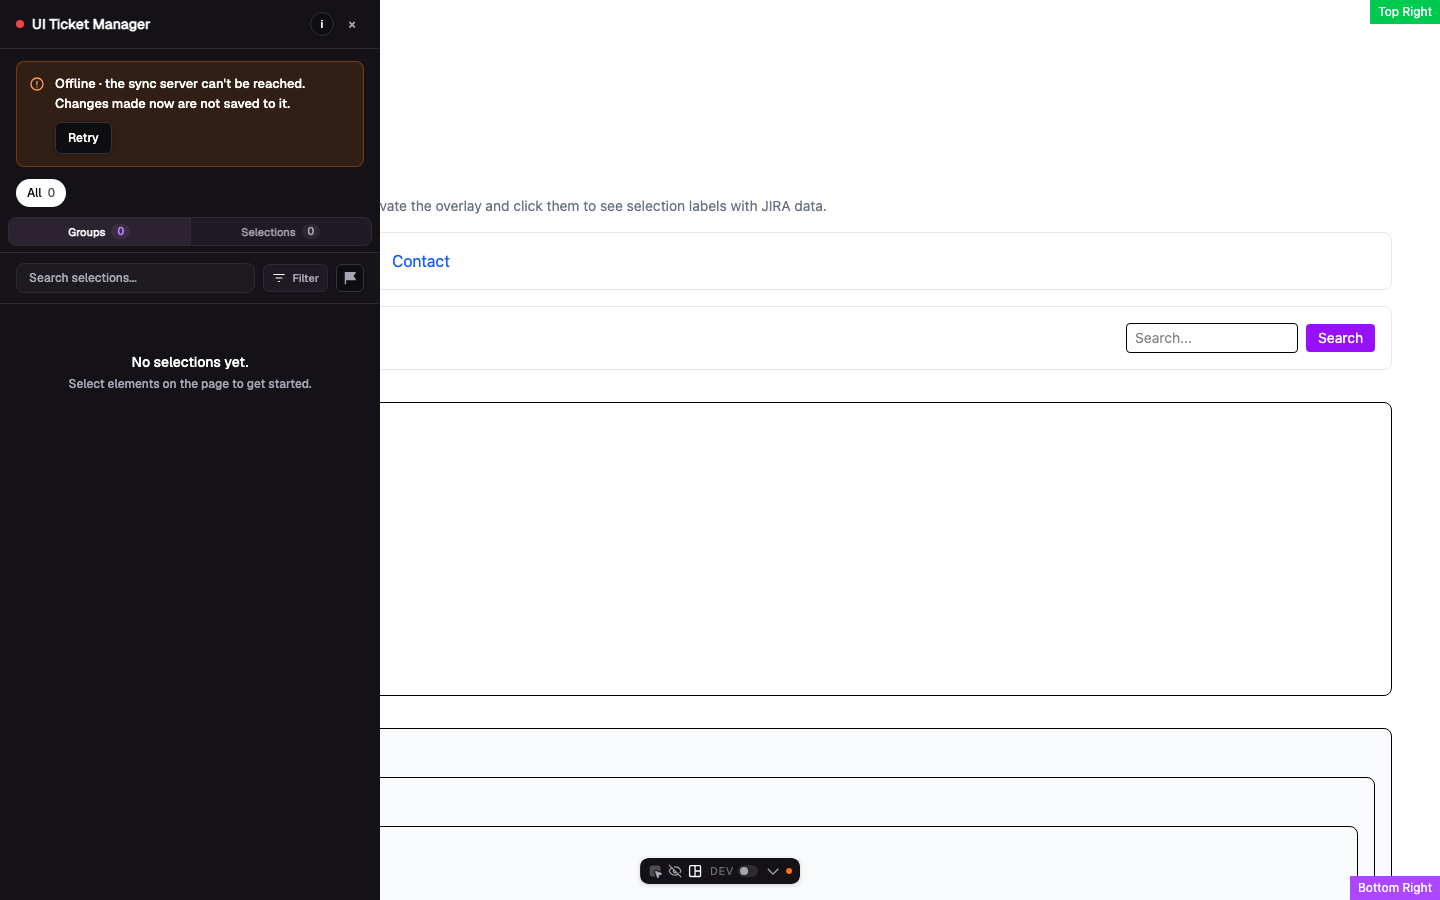 UI Ticket Manager
i
×
Top Right
Offline · the sync server can't be reached.
Changes made now are not saved to it.
Retry
All 0
vate the overlay and click them to see selection labels with JIRA data.
Groups 0
Selections 0
Contact
Search selections...
Filter
Search...
Search
No selections yet.
Select elements on the page to get started.
DEV
Bottom Right